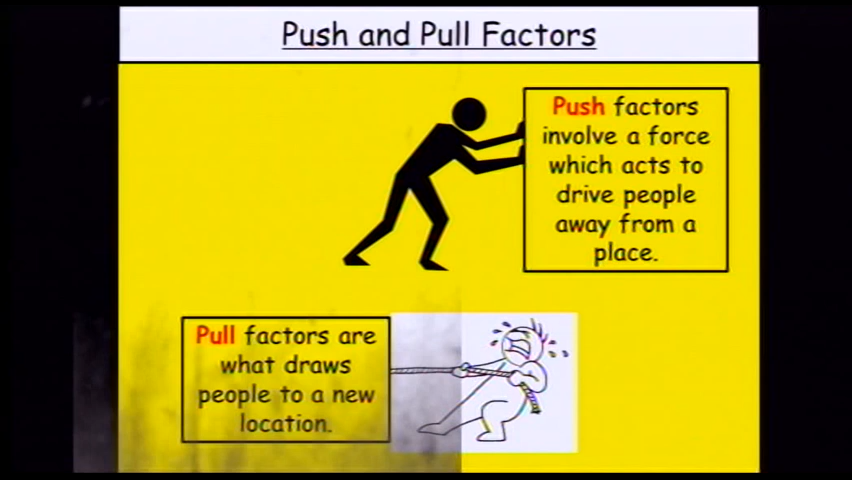 Push and Pull Factors
Push factors
involve a force
which acts to
drive people
away from a
place.
Pull factors are
what draws
people to a new
location.